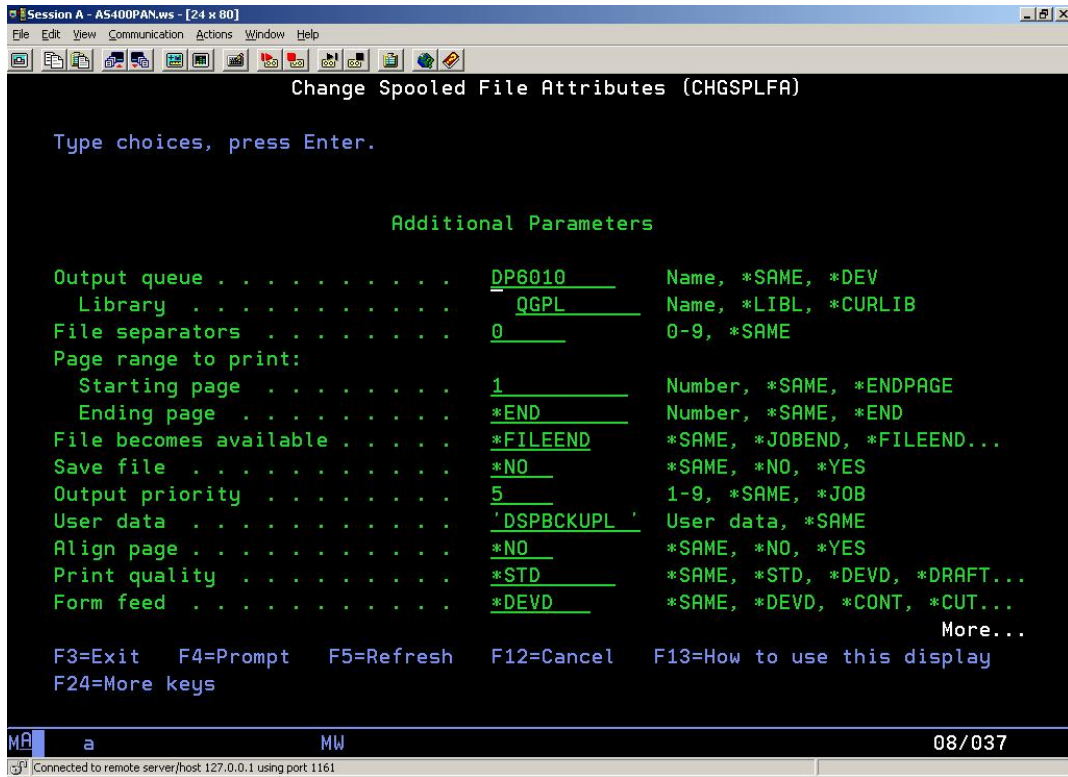 Session A - AS400PAN.ws - [24 x 80]
File Edit View Communication Actions Window Help
Change Spooled File Attributes (CHGSPLFA)
Type choices, press Enter.
Additional Parameters
Output queue . . . . . . . . . . DP6010 Name, *SAME, *DEV
Library . . . . . . . . . . . QGPL Name, *LIBL, *CURLIB
File separators . . . . . . . . . 0 0-9, *SAME
Page range to print:
Starting page . . . . . . . . 1 Number, *SAME, *ENDPAGE
Ending page . . . . . . . . . *END Number, *SAME, *END
File becomes available . . . . . *FILEEND *SAME, *JOBEND, *FILEEND...
Save file . . . . . . . . . . . *NO *SAME, *NO, *YES
Output priority . . . . . . . . 5 1-9, *SAME, *JOB
User data . . . . . . . . . . . 'DSPBCKUPL ' User data, *SAME
Align page . . . . . . . . . . . *NO *SAME, *NO, *YES
Print quality . . . . . . . . . *STD *SAME, *STD, *DEVD, *DRAFT...
Form feed . . . . . . . . . . . *DEVD *SAME, *DEVD, *CONT, *CUT...
More...
F3=Exit F4=Prompt F5=Refresh F12=Cancel F13=How to use this display
F24=More keys
MA a MW 08/037
Connected to remote server/host 127.0.0.1 using port 1161